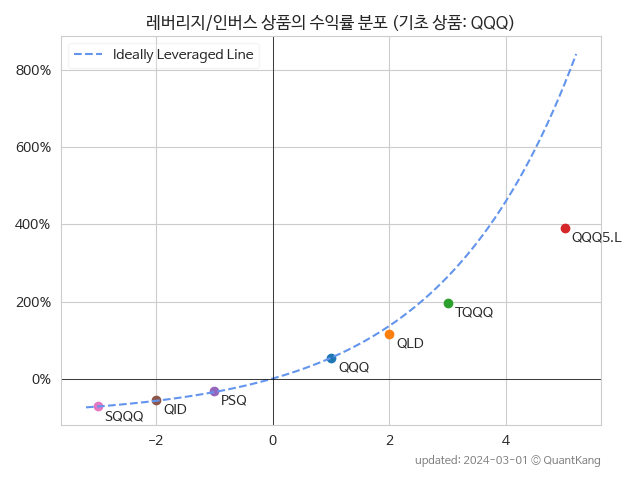 레버리지/인버스 상품의 수익률 분포 (기초 상품: QQQ)
Ideally Leveraged Line
800%
600%
400%
200%
0%
QQQ5.L
TQQQ
QLD
QQQ
PSQ
QID
SQQQ
−2
0
2
4
updated: 2024-03-01 © QuantKang